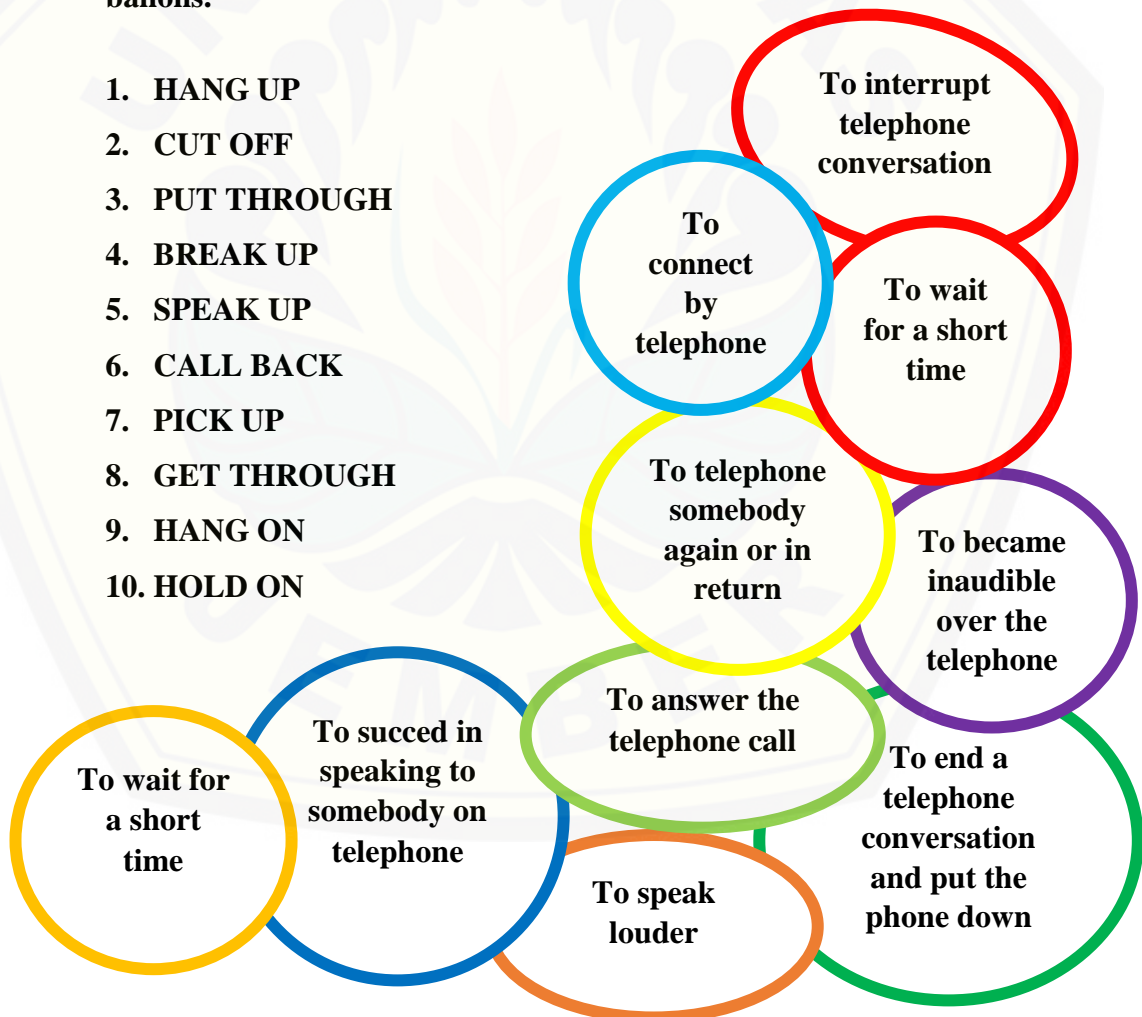 ballons.
1. HANG UP
2. CUT OFF
3. PUT THROUGH
4. BREAK UP
5. SPEAK UP
6. CALL BACK
7. PICK UP
8. GET THROUGH
9. HANG ON
10. HOLD ON
To interrupt
telephone
conversation
To
connect
by
telephone
To wait
for a short
time
To telephone
somebody
again or in
return
To became
inaudible
over the
telephone
To answer the
telephone call
To end a
telephone
conversation
and put the
phone down
To succed in
speaking to
somebody on
telephone
To wait for
a short
time
To speak
louder